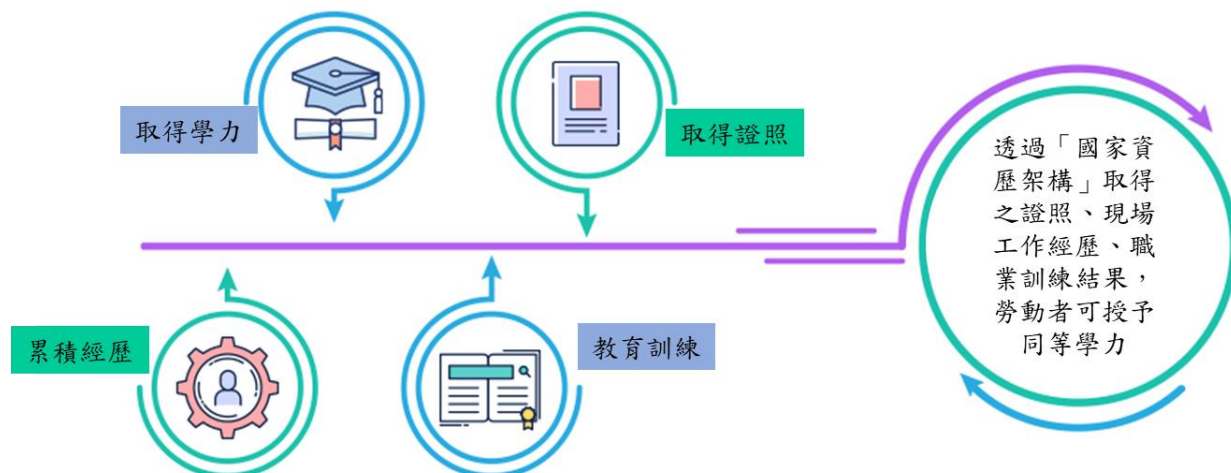 取得學力
取得證照
累積經歷
教育訓練
透過「國家資
歷架構」取得
之證照、現場
工作經歷、職
業訓練結果，
勞動者可授予
同等學力